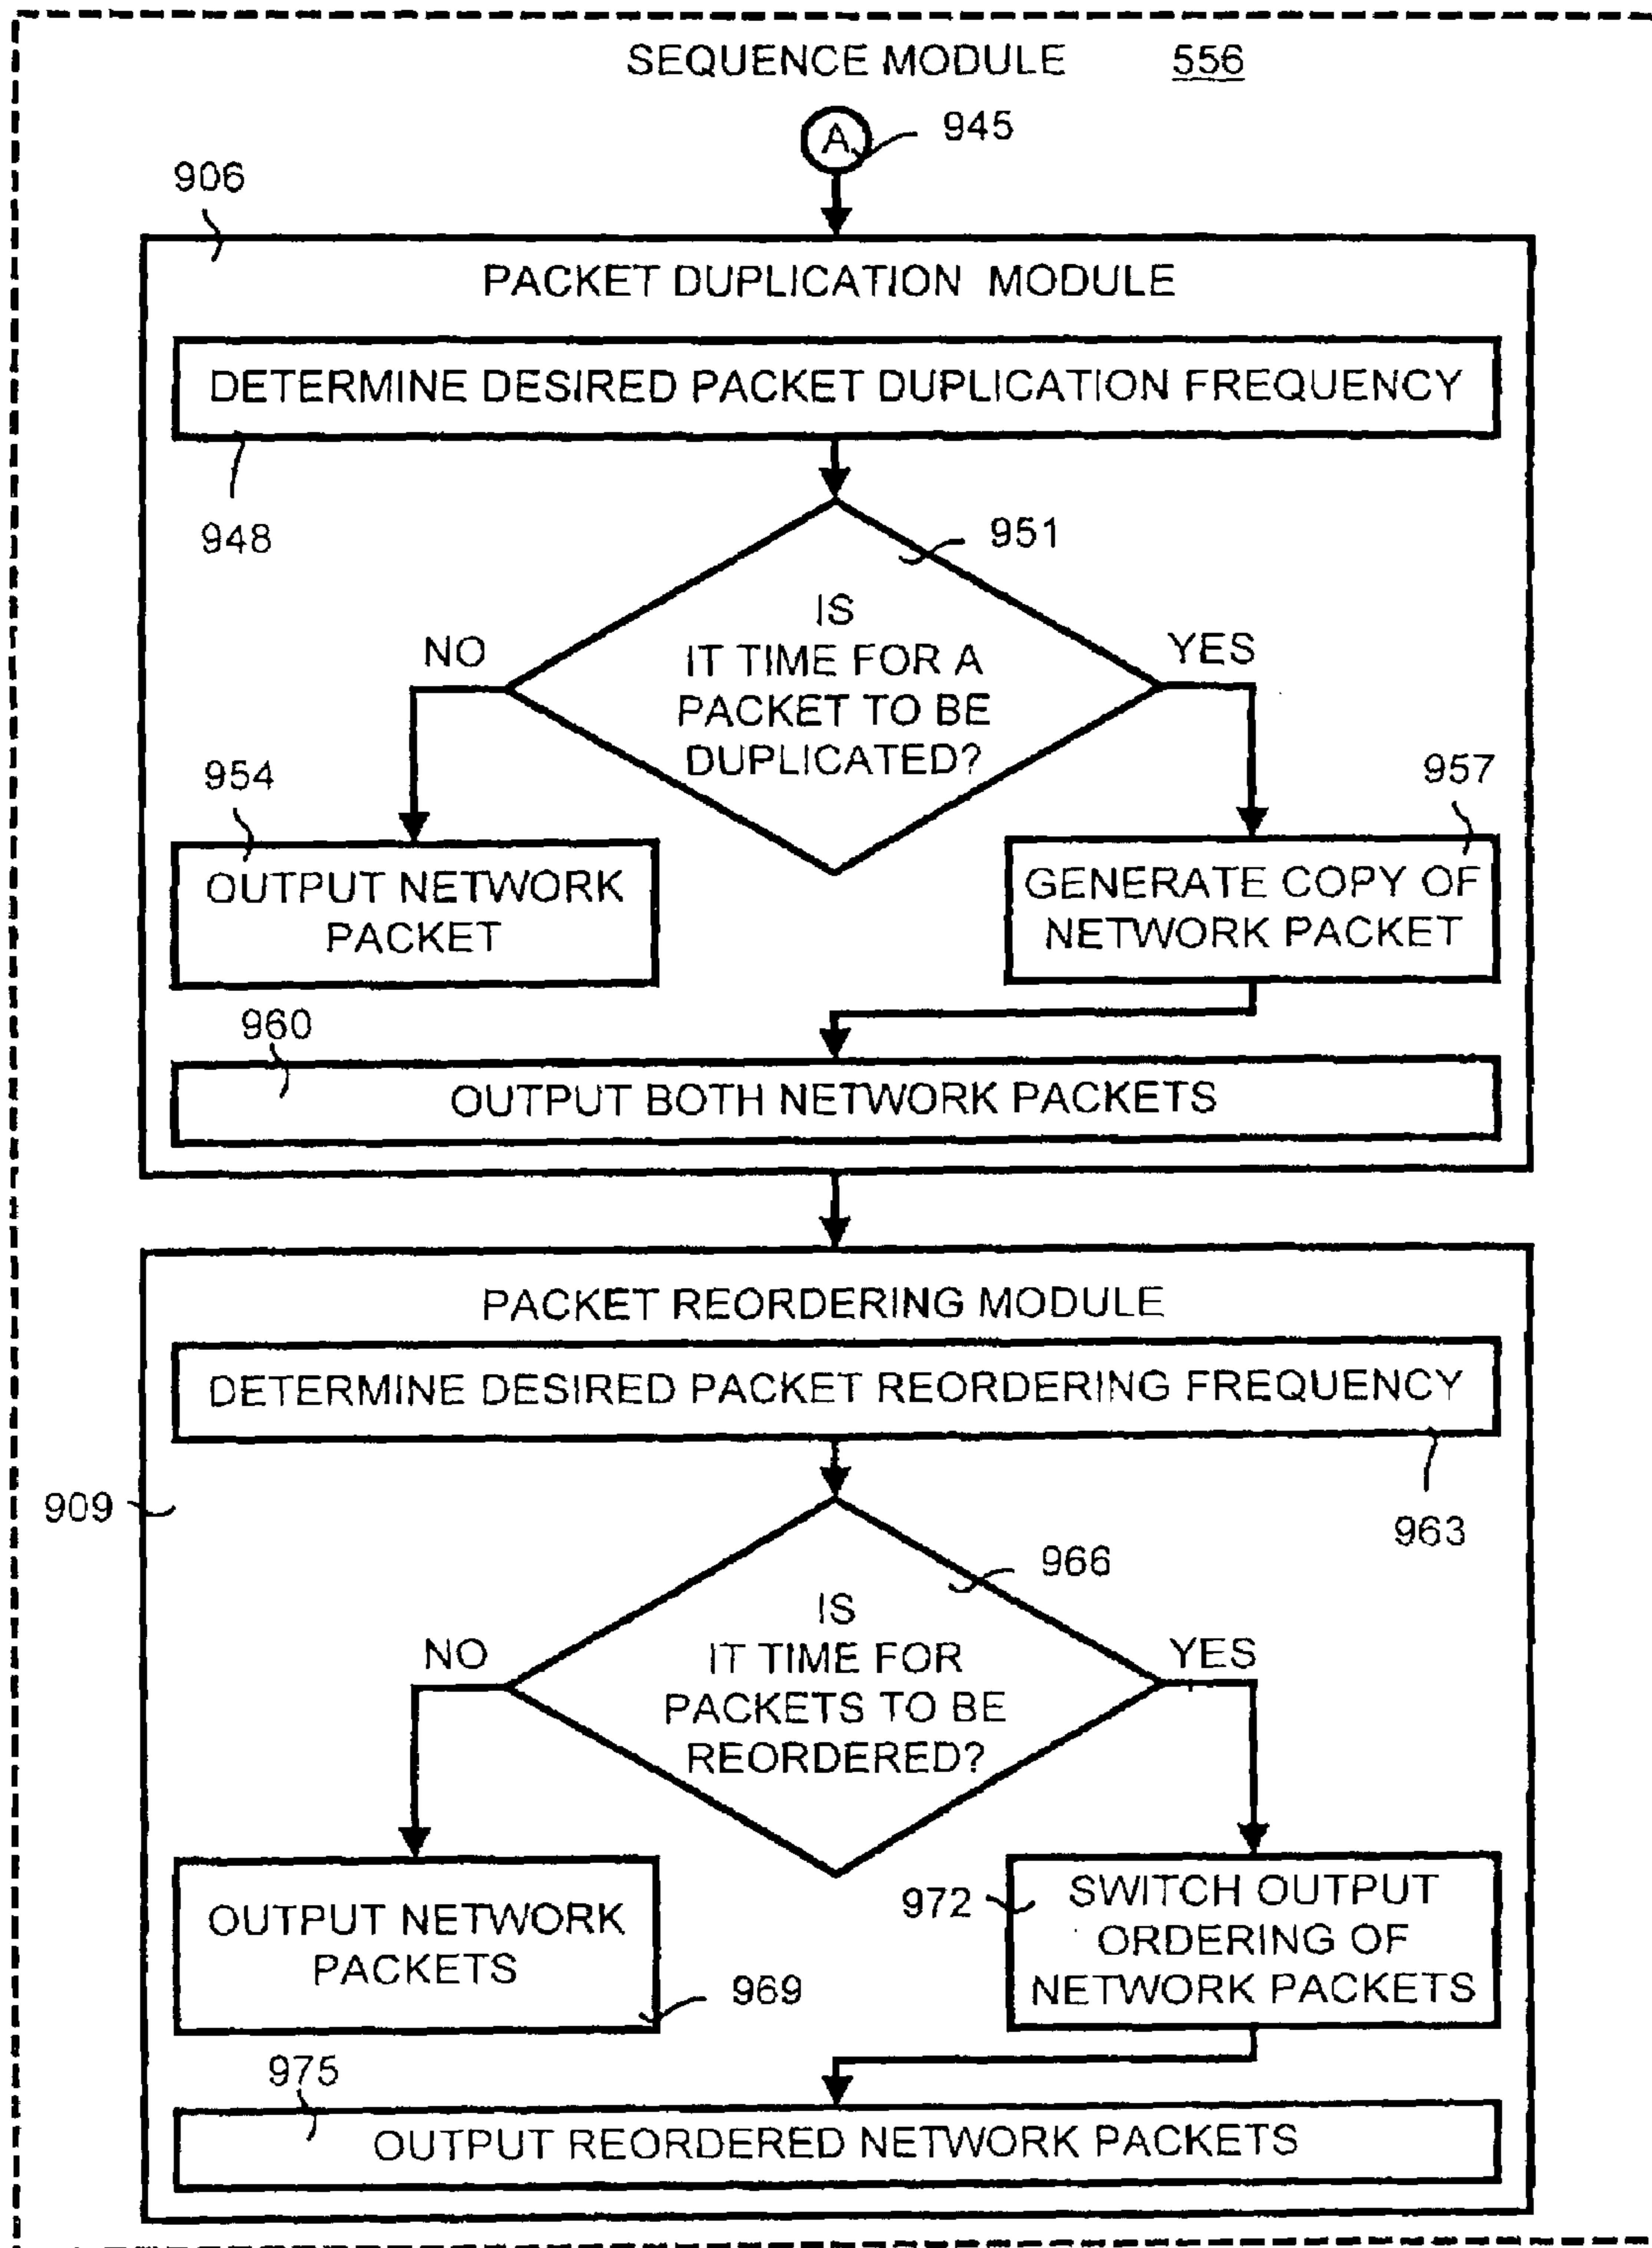 SEQUENCE MODULE 556
A 945
906
PACKET DUPLICATION MODULE
DETERMINE DESIRED PACKET DUPLICATION FREQUENCY
948
951
IS
IT TIME FOR A
PACKET TO BE
DUPLICATED?
NO
YES
954
957
OUTPUT NETWORK
PACKET
GENERATE COPY OF
NETWORK PACKET
960
OUTPUT BOTH NETWORK PACKETS
PACKET REORDERING MODULE
DETERMINE DESIRED PACKET REORDERING FREQUENCY
909
963
966
IS
IT TIME FOR
PACKETS TO BE
REORDERED?
NO
YES
OUTPUT NETWORK
PACKETS
969
972
SWITCH OUTPUT
ORDERING OF
NETWORK PACKETS
975
OUTPUT REORDERED NETWORK PACKETS